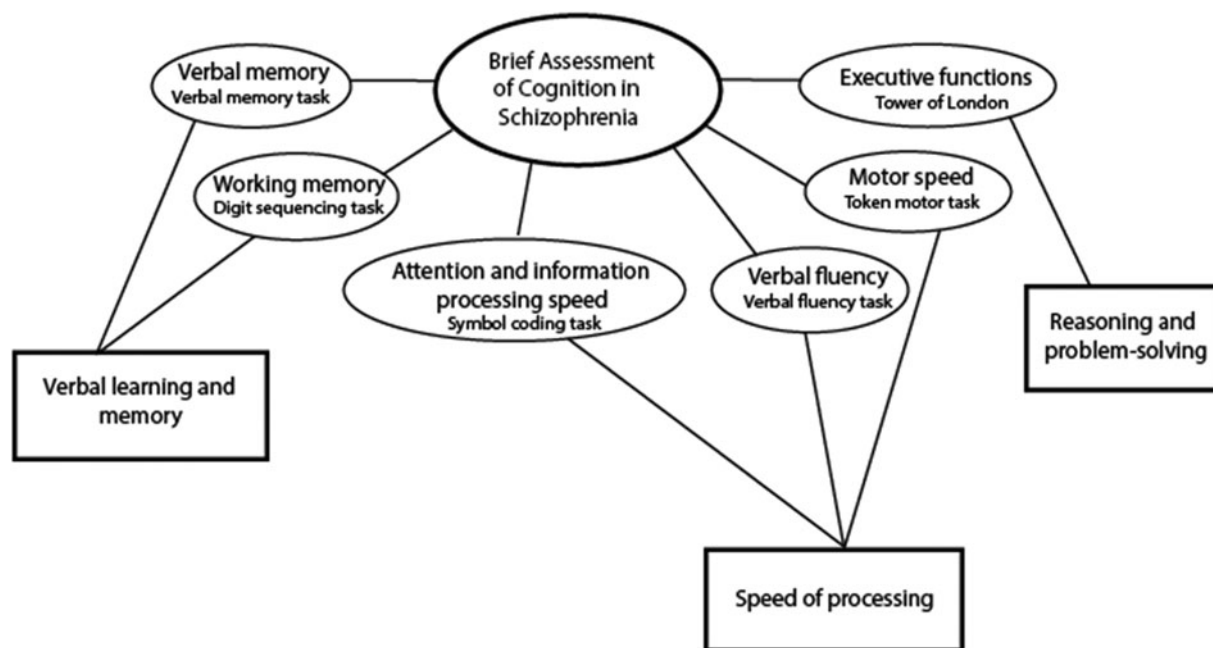 Brief Assessment
of Cognition in
Schizophrenia
Verbal memory
Verbal memory task
Executive functions
Tower of London
Working memory
Digit sequencing task
Motor speed
Token motor task
Attention and information
processing speed
Symbol coding task
Verbal fluency
Verbal fluency task
Reasoning and
problem-solving
Verbal learning and
memory
Speed of processing